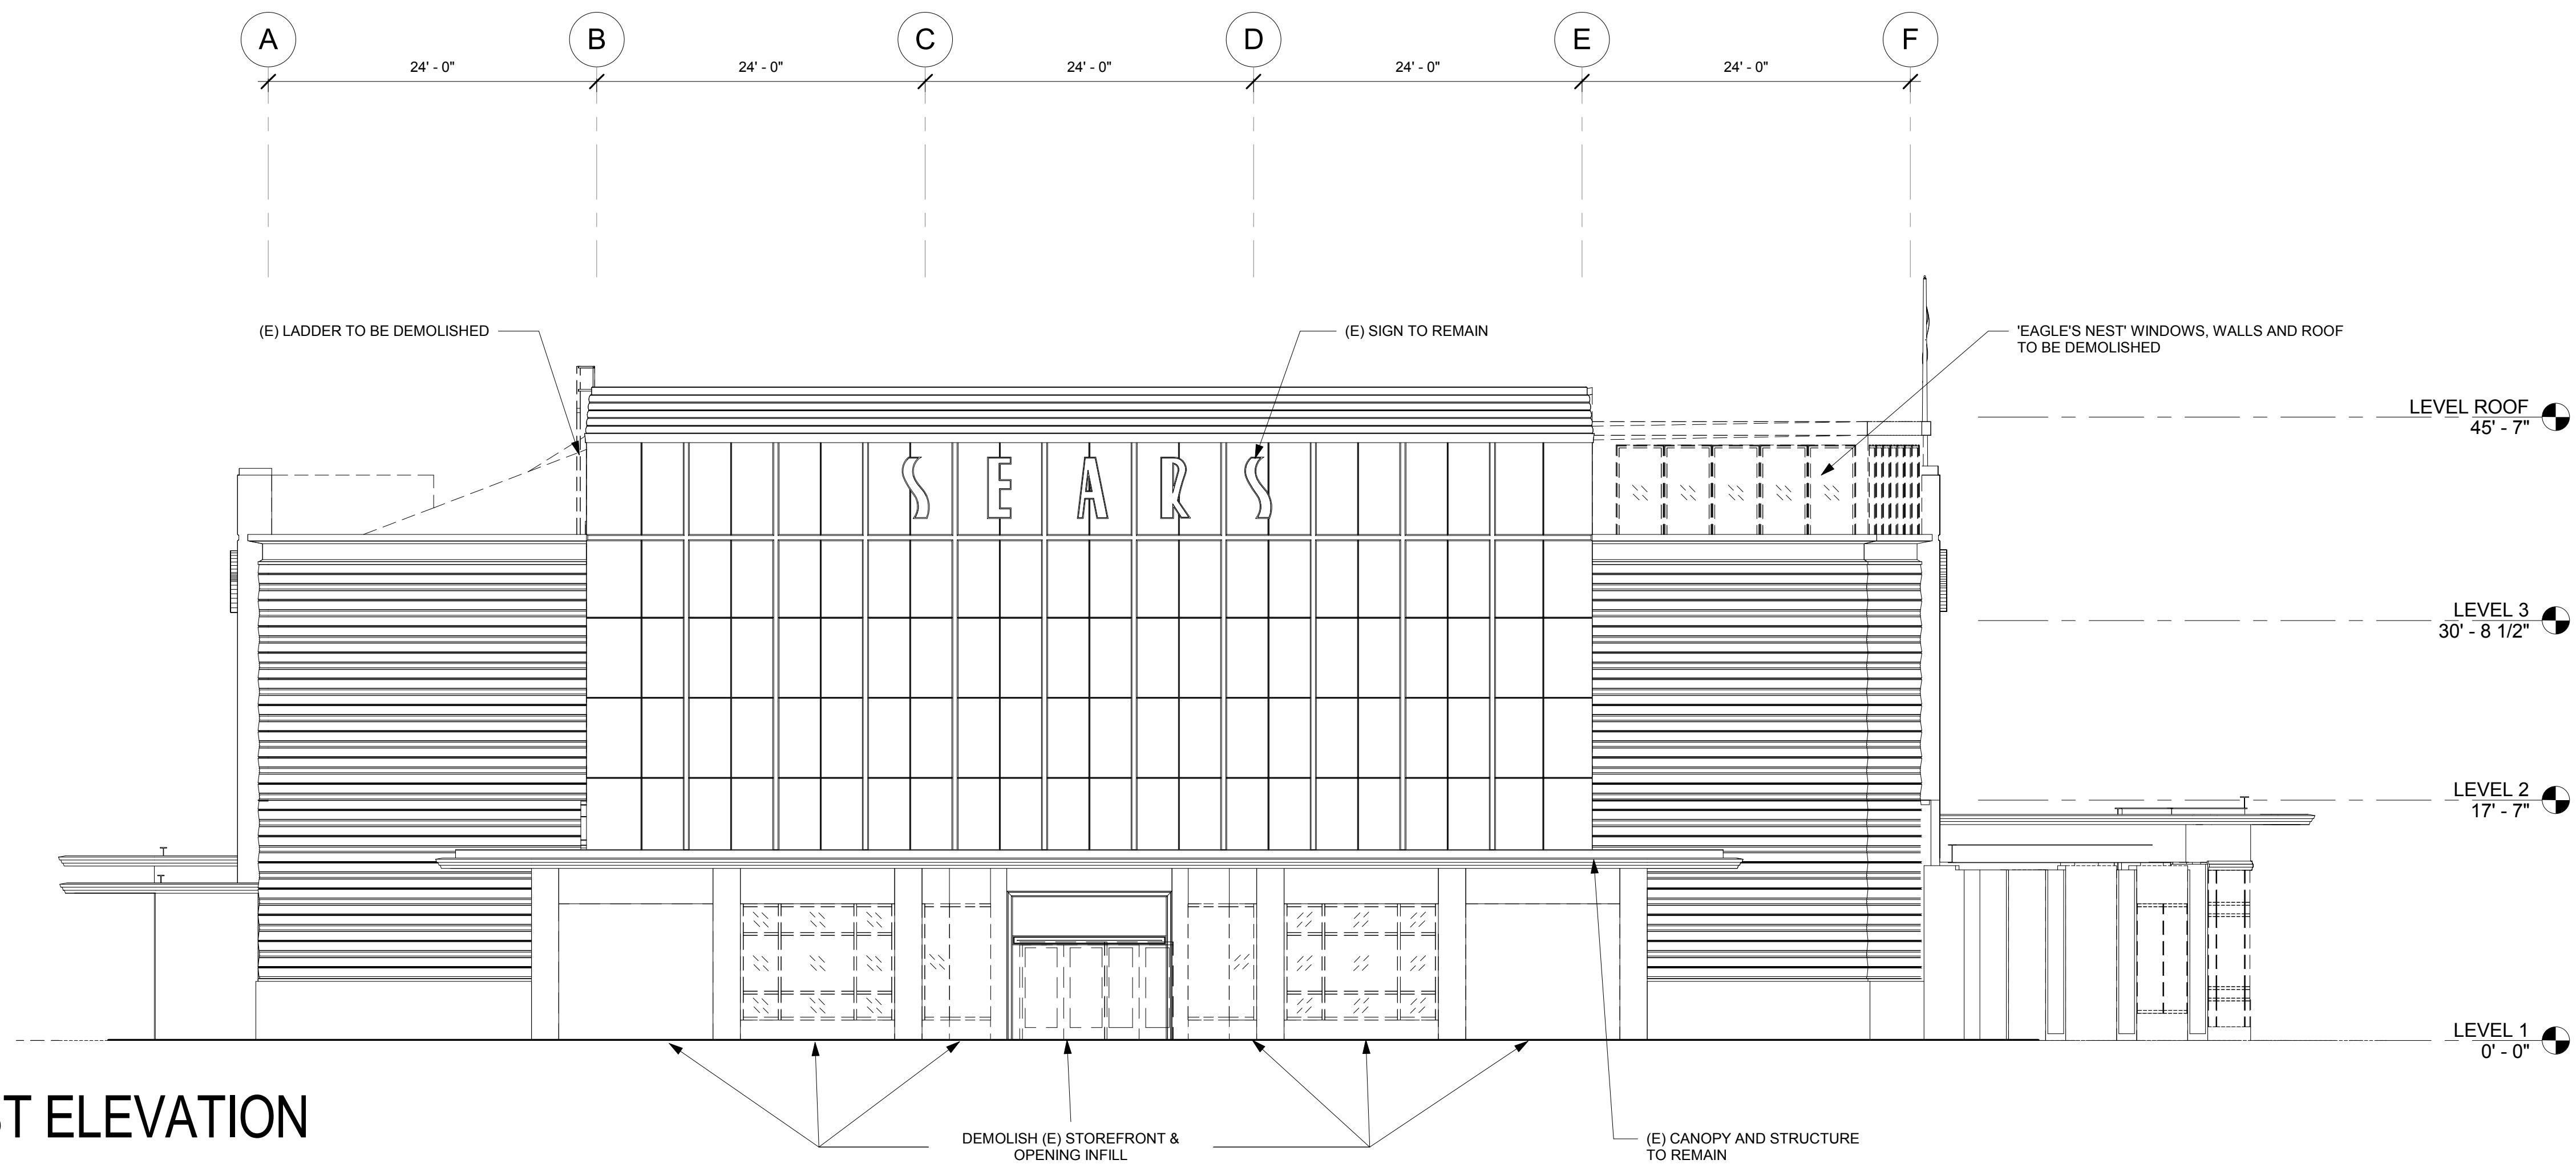 A B C D E F
24' - 0" 24' - 0" 24' - 0" 24' - 0" 24' - 0"
(E) LADDER TO BE DEMOLISHED
(E) SIGN TO REMAIN
'EAGLE'S NEST' WINDOWS, WALLS AND ROOF
TO BE DEMOLISHED
LEVEL ROOF
45' - 7"
SEARS
LEVEL 3
30' - 8 1/2"
LEVEL 2
17' - 7"
LEVEL 1
0' - 0"
DEMOLISH (E) STOREFRONT &
OPENING INFILL
(E) CANOPY AND STRUCTURE
TO REMAIN
ELEVATION